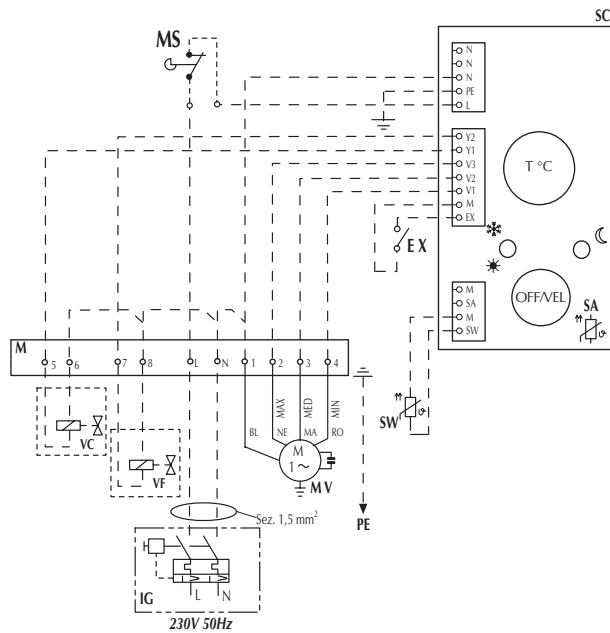 SC
MS
N
N
N
PE
L
Y2
Y1
V3
V2
V1
M
EX
T °C
EX
OFF/VEL
SA
M
SA
M
SW
SW
M
5 6 7 8 L N 1 2 3 4
MAX MED MIN
BL NE MA RO
VC
VF
M
1~
MV
PE
Sez. 1,5 mm²
IG
L N
230V 50Hz